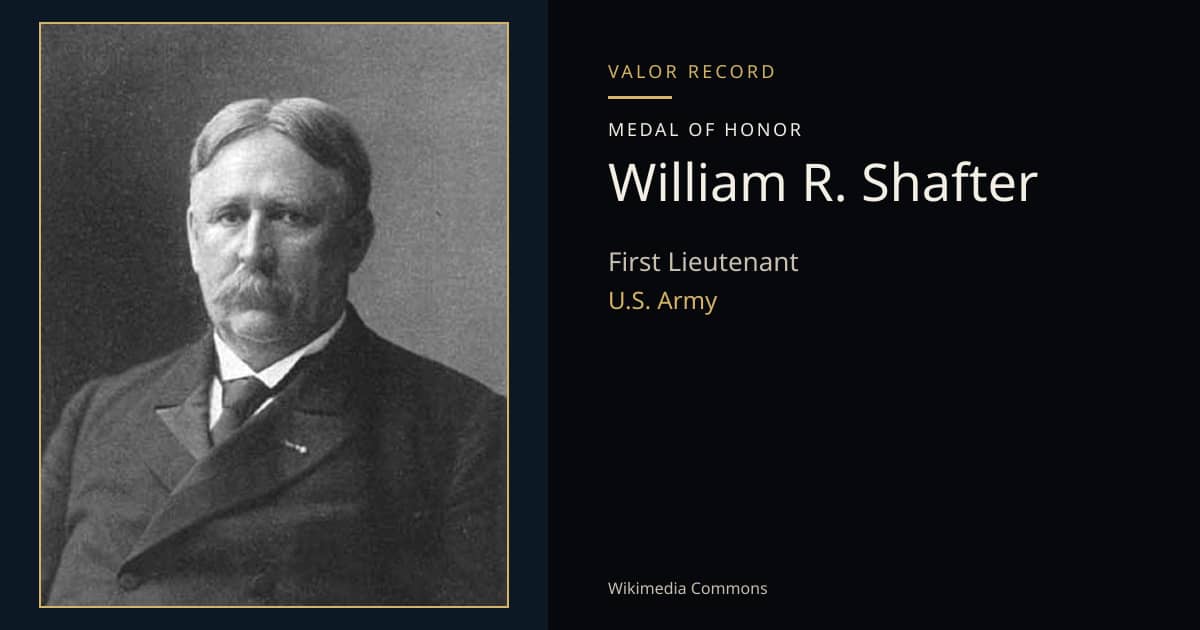 VALOR RECORD
MEDAL OF HONOR
William R. Shafter
First Lieutenant
U.S. Army
Wikimedia Commons